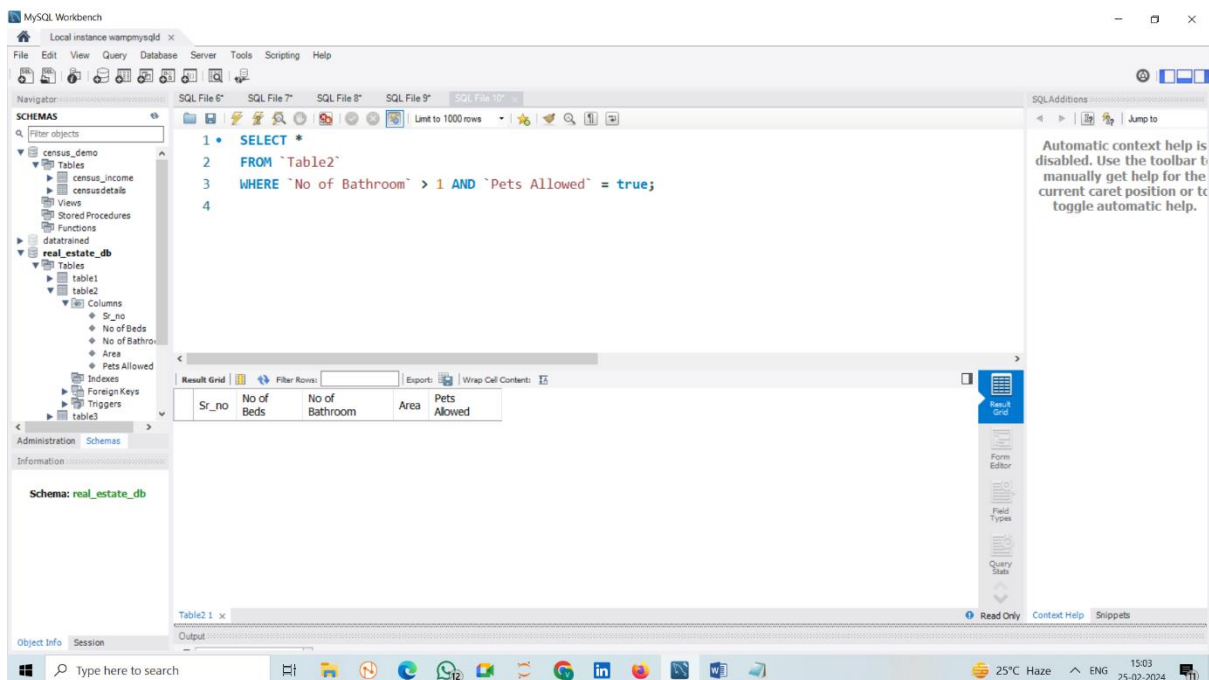 MySQL Workbench
Local instance wampmysqld ×
File Edit View Query Database Server Tools Scripting Help
Navigator
SCHEMAS
Filter objects
census_demo
Tables
census_income
censusdetails
Views
Stored Procedures
Functions
datatrained
real_estate_db
Tables
table1
table2
Columns
Sr_no
No of Beds
No of Bathro
Area
Pets Allowed
Indexes
Foreign Keys
Triggers
table3
Administration Schemas
Information
Schema: real_estate_db
Object Info Session
SQL File 6* SQL File 7* SQL File 8* SQL File 9* SQL File 10* ×
Limit to 1000 rows
1 SELECT *
2 FROM `Table2`
3 WHERE `No of Bathroom` > 1 AND `Pets Allowed` = true;
4
Result Grid Filter Rows: Export: Wrap Cell Content:
Sr_no No of Beds No of Bathroom Area Pets Allowed
Result Grid
Form Editor
Field Types
Query Stats
Table2 1 ×
Read Only
Output
SQLAdditions
Jump to
Automatic context help is
disabled. Use the toolbar t
manually get help for the
current caret position or to
toggle automatic help.
Context Help Snippets
Type here to search
12
25°C Haze ENG
15:03
25-02-2024